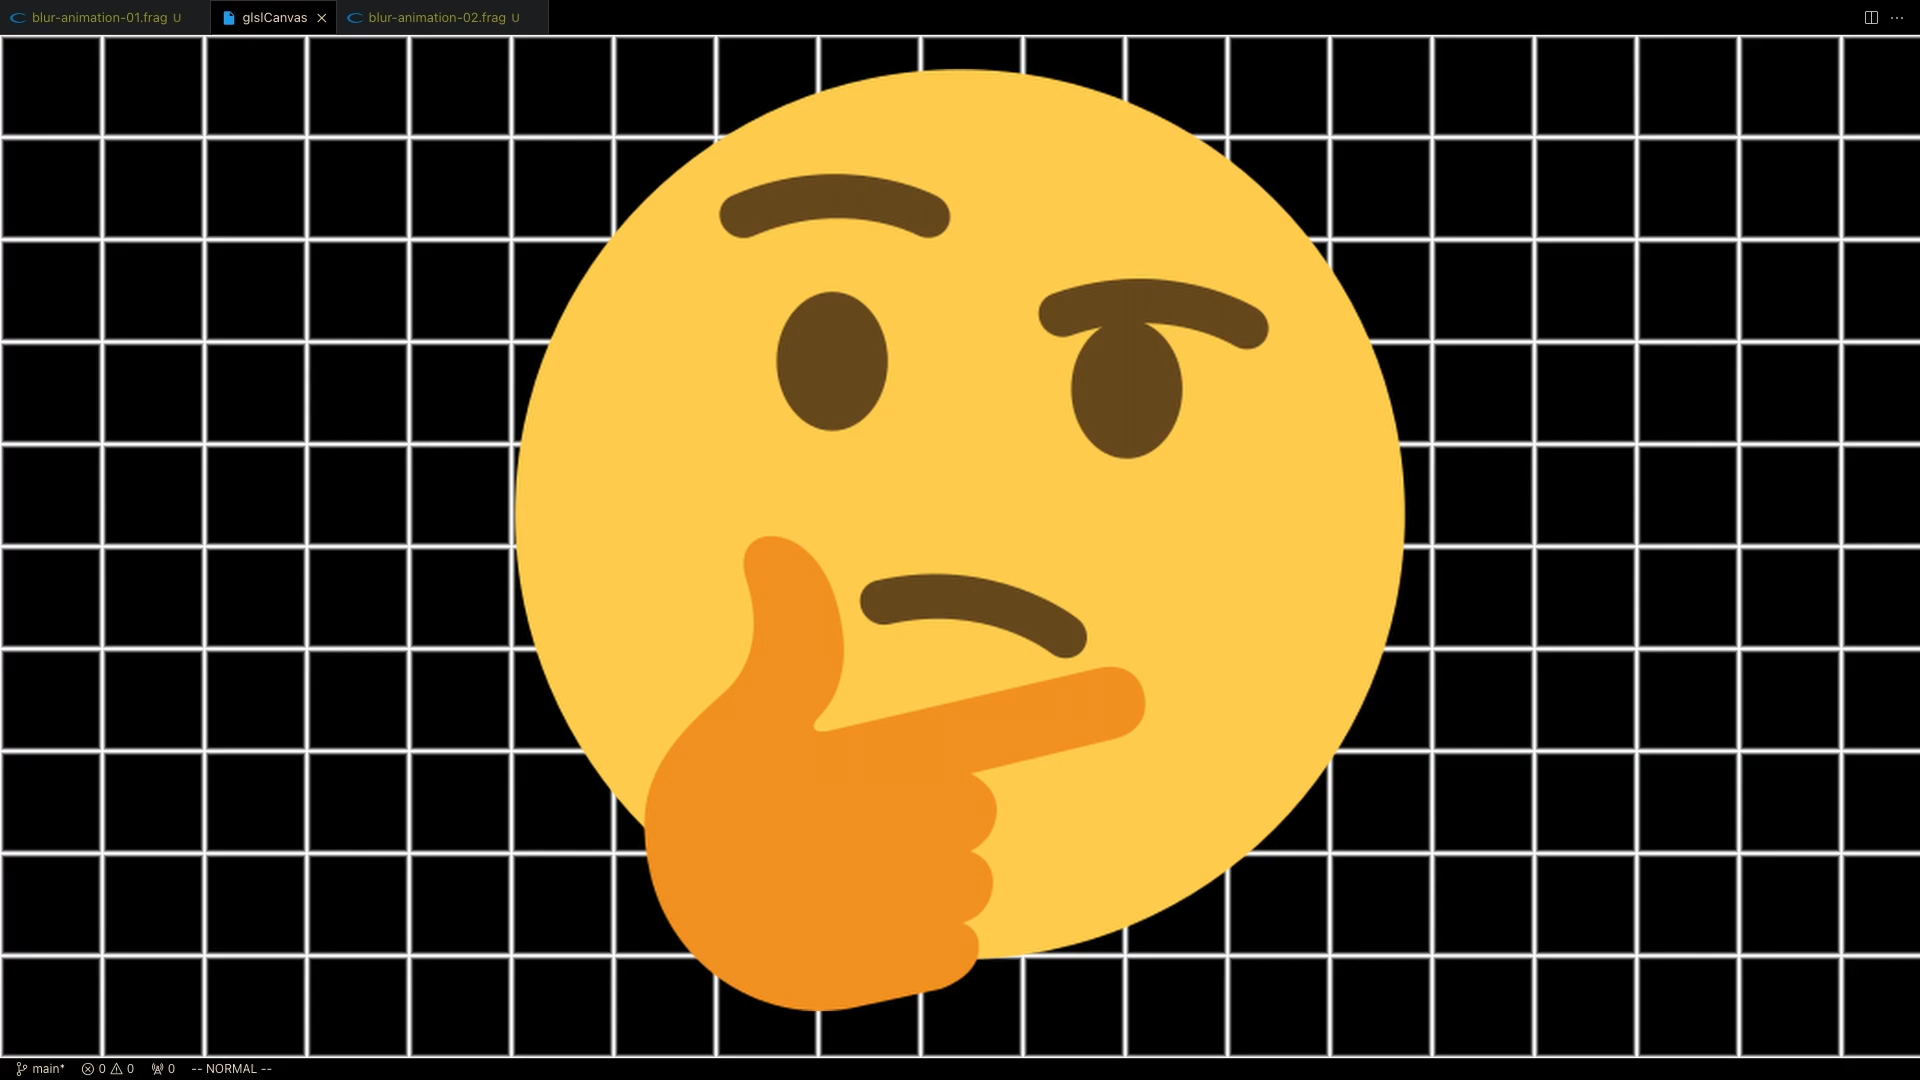 blur-animation-01.frag U glslCanvas blur-animation-02.frag U
main* 0 0 0 -- NORMAL --